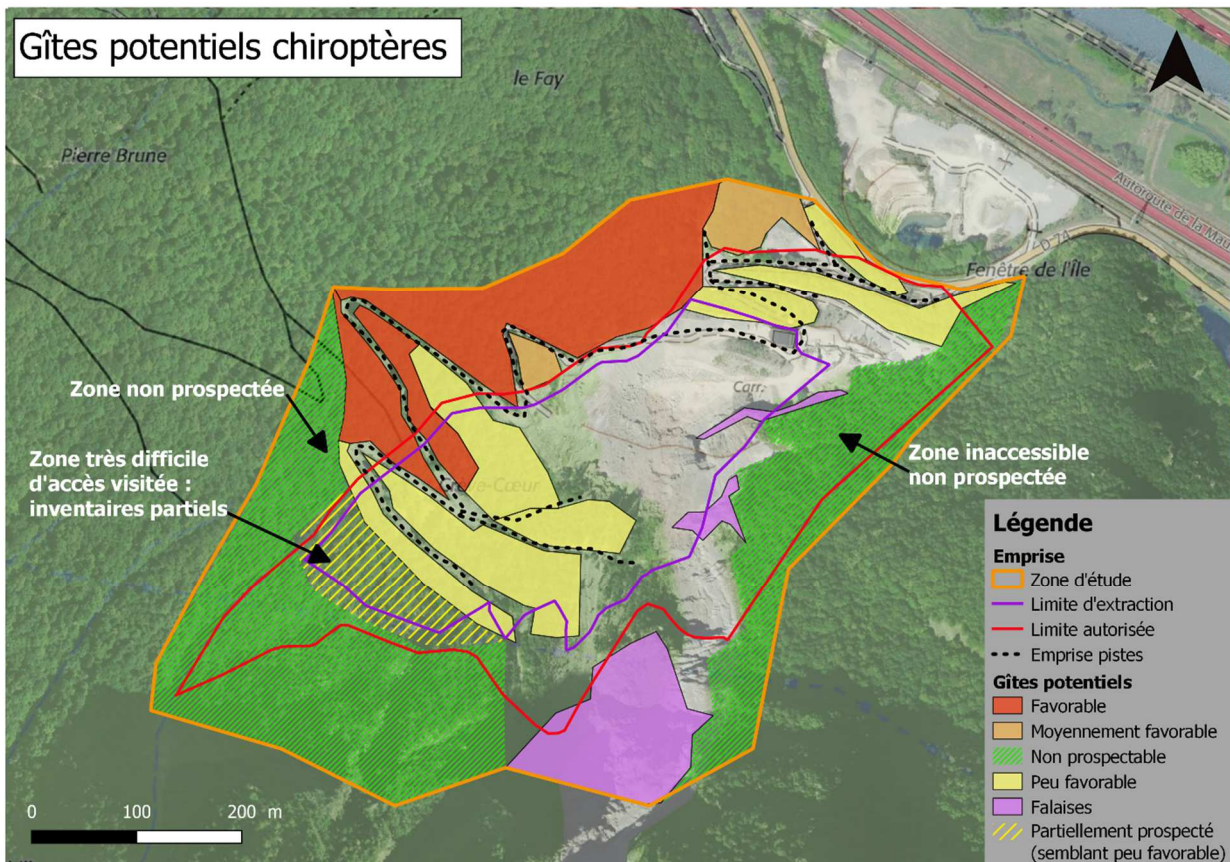 Gîtes potentiels chiroptères
le Fay
Pierre Brune
Autoroute de la Mau
D 74
Fenêtre de l'Île
Zone non prospectée
Carr.
Zone très difficile
d'accès visitée :
inventaires partiels
Zone inaccessible
non prospectée
-Cœur
Légende
Emprise
Zone d'étude
Limite d'extraction
Limite autorisée
Emprise pistes
Gîtes potentiels
Favorable
Moyennement favorable
Non prospectable
Peu favorable
Falaises
Partiellement prospecté
(semblant peu favorable)
0 100 200 m